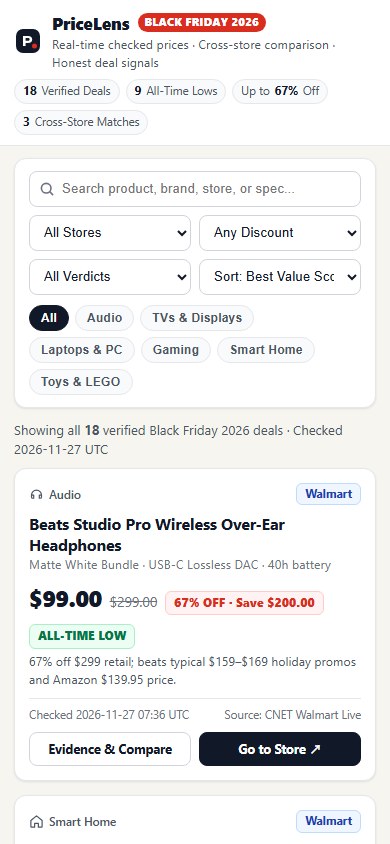 P
PriceLens BLACK FRIDAY 2026
Real-time checked prices · Cross-store comparison ·
Honest deal signals
18 Verified Deals 9 All-Time Lows Up to 67% Off
3 Cross-Store Matches
Search product, brand, store, or spec...
All Stores Any Discount
All Verdicts Sort: Best Value Sco
All Audio TVs & Displays
Laptops & PC Gaming Smart Home
Toys & LEGO
Showing all 18 verified Black Friday 2026 deals · Checked
2026-11-27 UTC
Audio Walmart
Beats Studio Pro Wireless Over-Ear
Headphones
Matte White Bundle · USB-C Lossless DAC · 40h battery
$99.00 $299.00 67% OFF · Save $200.00
ALL-TIME LOW
67% off $299 retail; beats typical $159–$169 holiday promos
and Amazon $139.95 price.
Checked 2026-11-27 07:36 UTC Source: CNET Walmart Live
Evidence & Compare Go to Store ↗
Smart Home Walmart